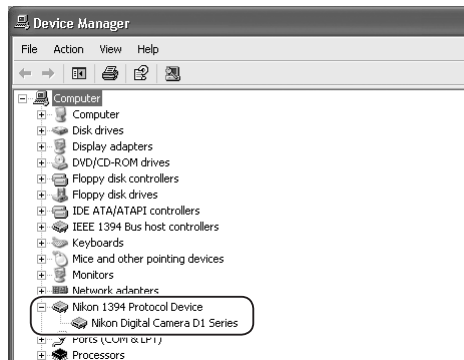 Device Manager
File Action View Help
Computer
Computer
Disk drives
Display adapters
DVD/CD-ROM drives
Floppy disk controllers
Floppy disk drives
IDE ATA/ATAPI controllers
IEEE 1394 Bus host controllers
Keyboards
Mice and other pointing devices
Monitors
Network adapters
Nikon 1394 Protocol Device
Nikon Digital Camera D1 Series
Ports (COM & LPT)
Processors